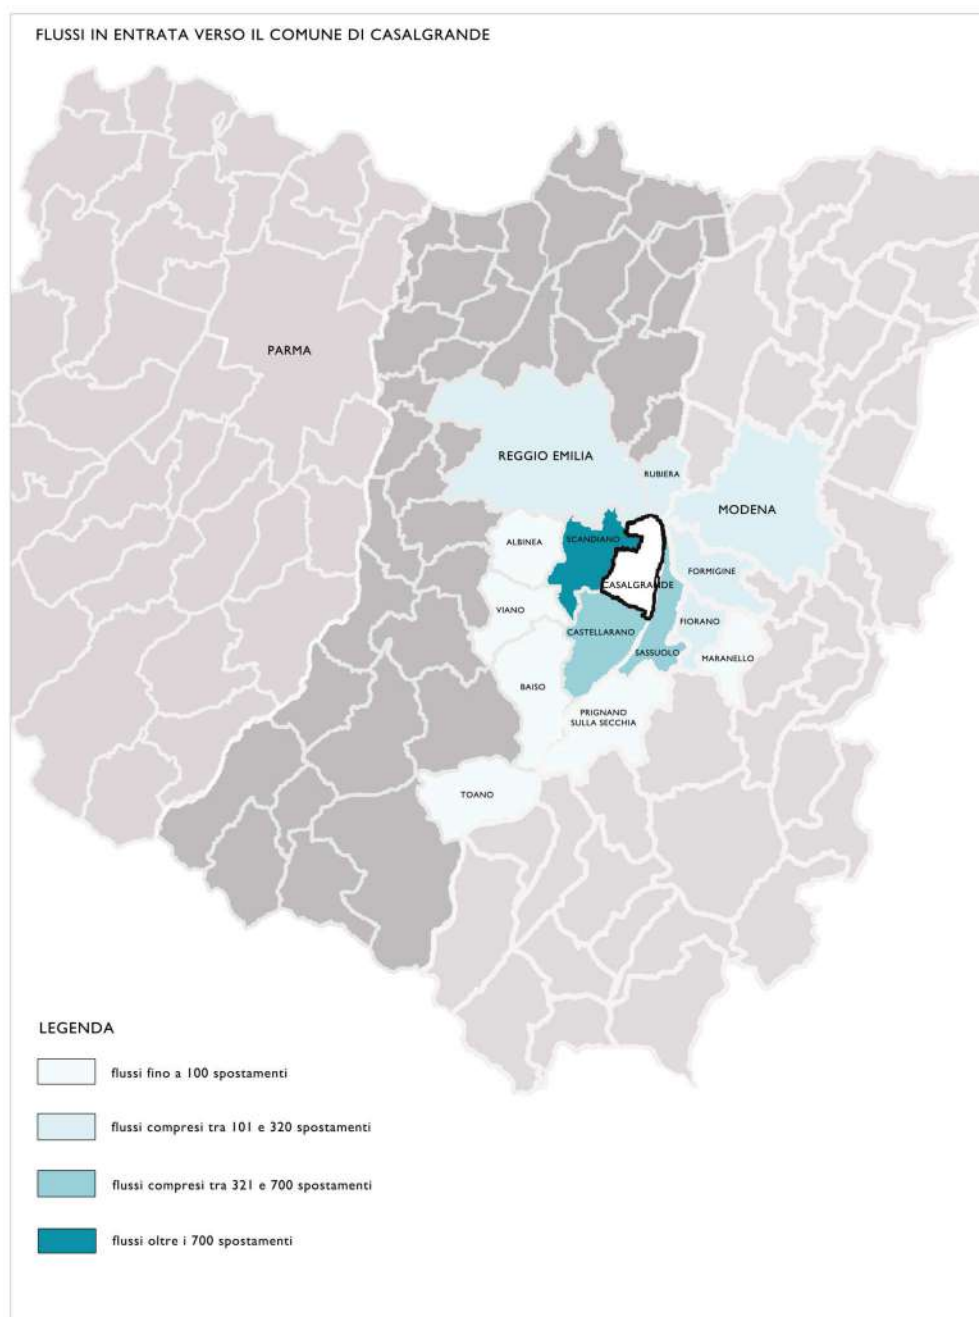 FLUSSI IN ENTRATA VERSO IL COMUNE DI CASALGRANDE
PARMA
REGGIO EMILIA
RUBIERA
MODENA
ALBINEA
SCANDIANO
FORMIGINE
CASALGRANDE
VIANO
FIORANO
CASTELLARANO
SASSUOLO
MARANELLO
BAISO
PRIGNANO
SULLA SECCHIA
TOANO
LEGENDA
flussi fino a 100 spostamenti
flussi compresi tra 101 e 320 spostamenti
flussi compresi tra 321 e 700 spostamenti
flussi oltre i 700 spostamenti